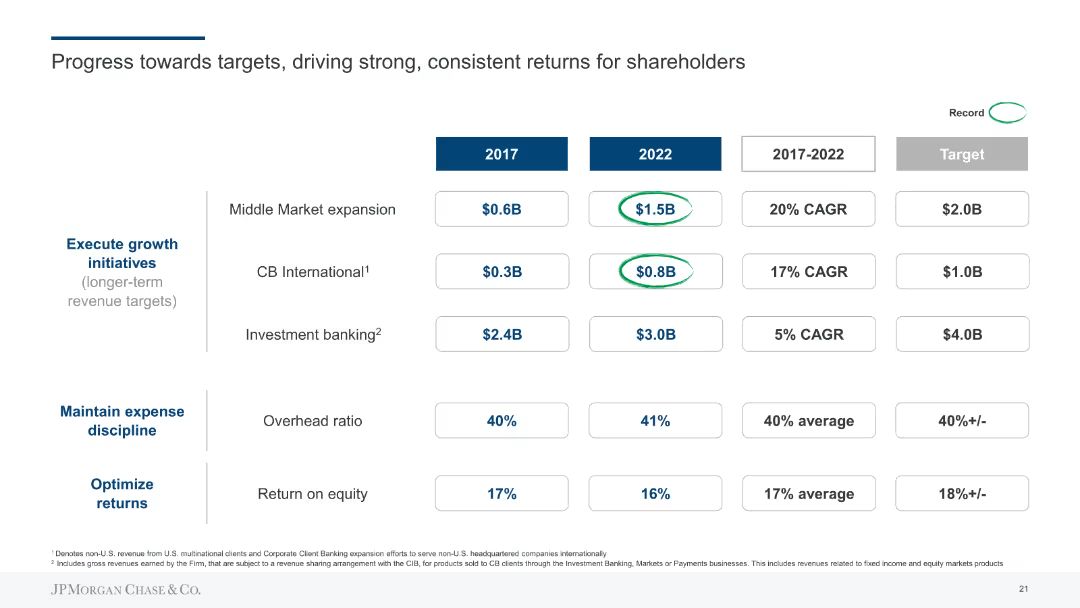 Progress towards targets, driving strong, consistent returns for shareholders
Record
2017 2022 2017-2022 Target
Execute growth
initiatives
(longer-term
revenue targets)
Middle Market expansion $0.6B $1.5B 20% CAGR $2.0B
CB International¹ $0.3B $0.8B 17% CAGR $1.0B
Investment banking² $2.4B $3.0B 5% CAGR $4.0B
Maintain expense
discipline
Overhead ratio 40% 41% 40% average 40%+/-
Optimize
returns
Return on equity 17% 16% 17% average 18%+/-
¹ Denotes non-U.S. revenue from U.S. multinational clients and Corporate Client Banking expansion efforts to serve non-U.S. headquartered companies internationally
² Includes gross revenues earned by the Firm, that are subject to a revenue sharing arrangement with the CIB, for products sold to CB clients through the Investment Banking, Markets or Payments businesses. This includes revenues related to fixed income and equity markets products
JPMORGAN CHASE & CO.
21